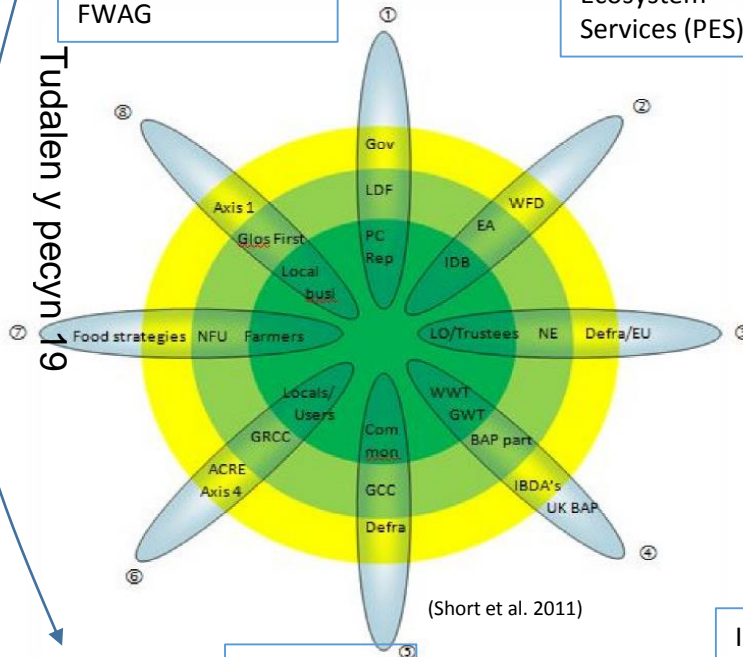 FWAG
Ecosystem
Services (PES)
Tudalen y pecyn 19
①
Gov
LDF
PC
Rep
②
WFD
EA
IDB
③
LO/Trustees NE Defra/EU
④
WWT
GWT
BAP part
IBDA's
UK BAP
⑤
Com
mon
GCC
Defra
⑥
Locals/
Users
GRCC
ACRE
Axis 4
⑦
Food strategies NFU Farmers
⑧
Axis 1
Glos First
Local
busi
(Short et al. 2011)
I